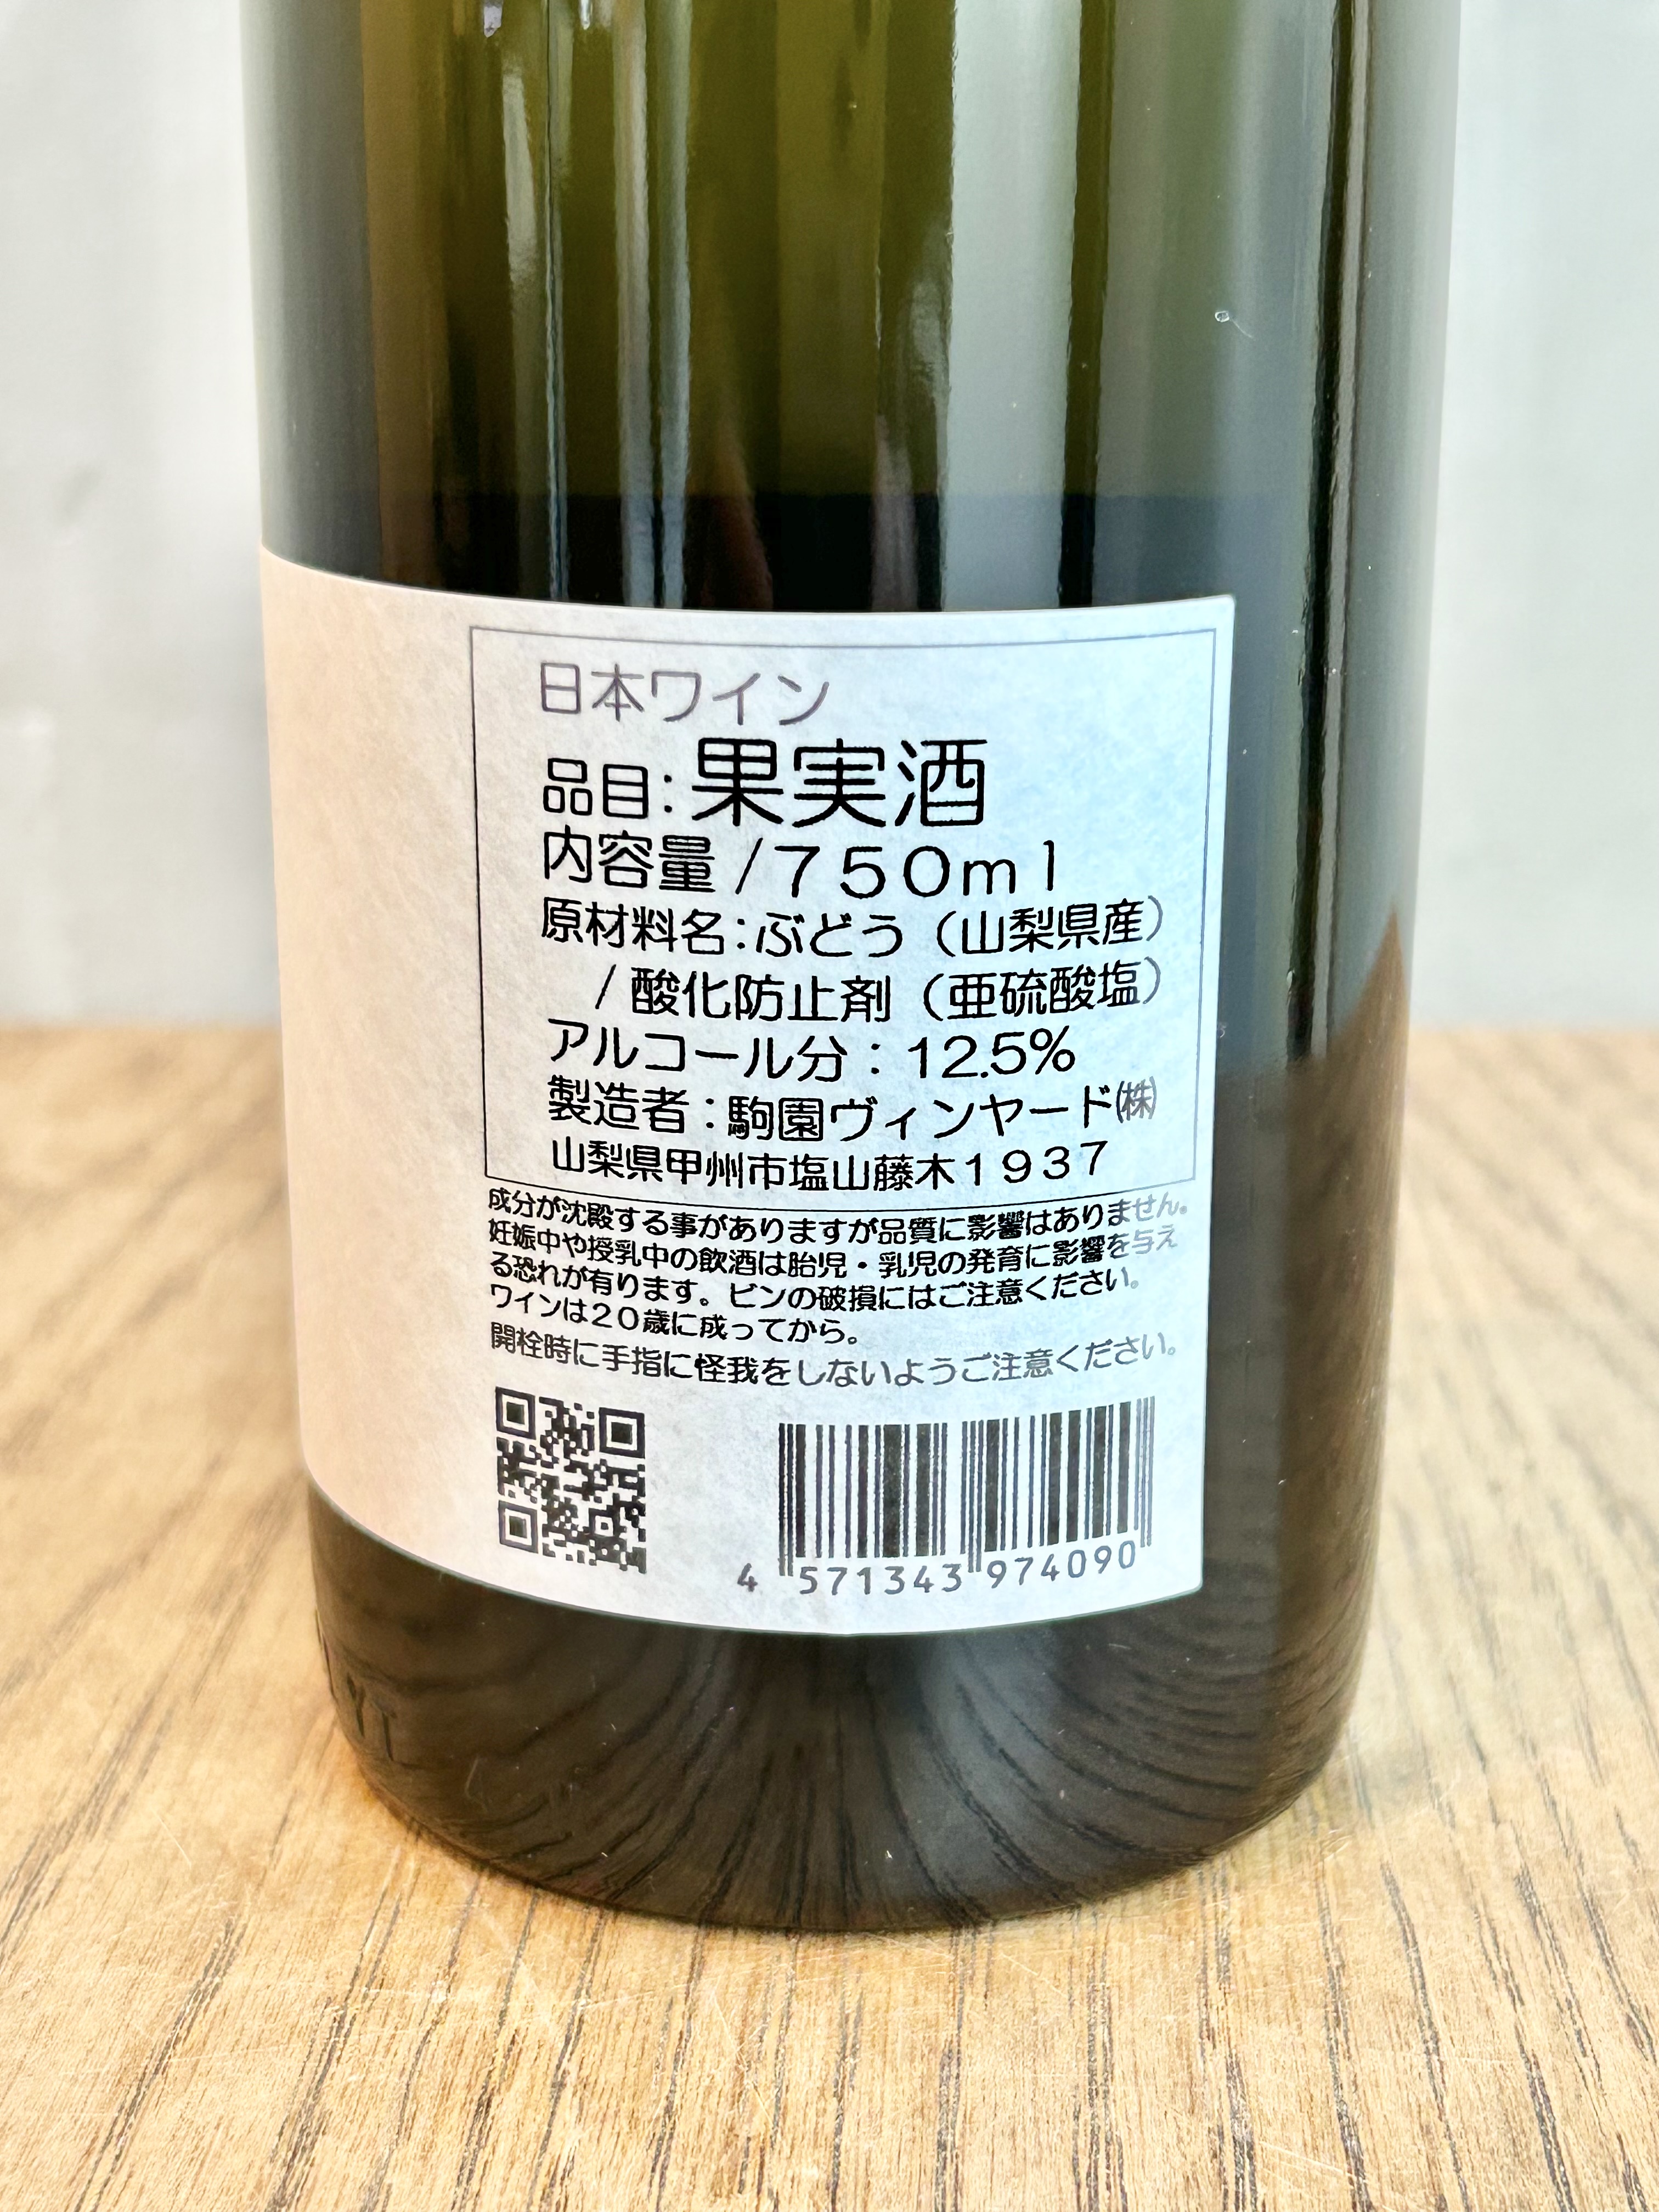 日本ワイン
品目:果実酒
内容量/750ml
原材料名:ぶどう（山梨県産）
/酸化防止剤（亜硫酸塩）
アルコール分：12.5%
製造者：駒園ヴィンヤード㈱
山梨県甲州市塩山藤木1937
成分が沈殿する事がありますが品質に影響はありません。
妊娠中や授乳中の飲酒は胎児・乳児の発育に影響を与え
る恐れが有ります。ビンの破損にはご注意ください。
ワインは20歳に成ってから。
開栓時に手指に怪我をしないようご注意ください。
4 571343 974090